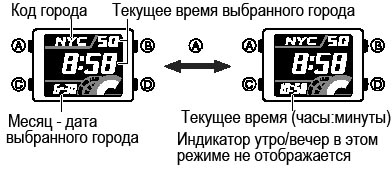 Код города
Текущее время выбранного города
A
NYC/50
B
8:58
C
6-30
D
A
A
NYC/50
B
8:58
C
18:58
D
Месяц - дата
выбранного города
Текущее время (часы:минуты)
Индикатор утро/вечер в этом
режиме не отображается